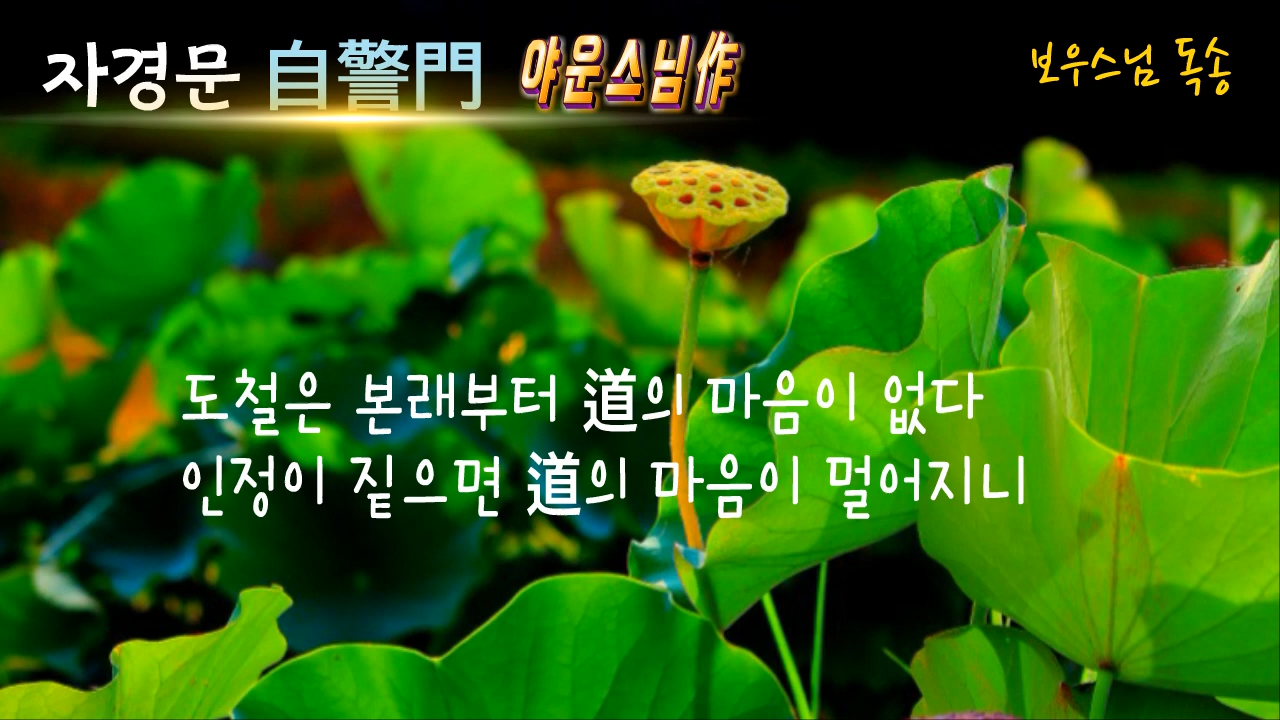 자경문 自警門 야운스님作
보우스님 독송
도철은 본래부터 道의 마음이 없다
인정이 짙으면 道의 마음이 멀어지니